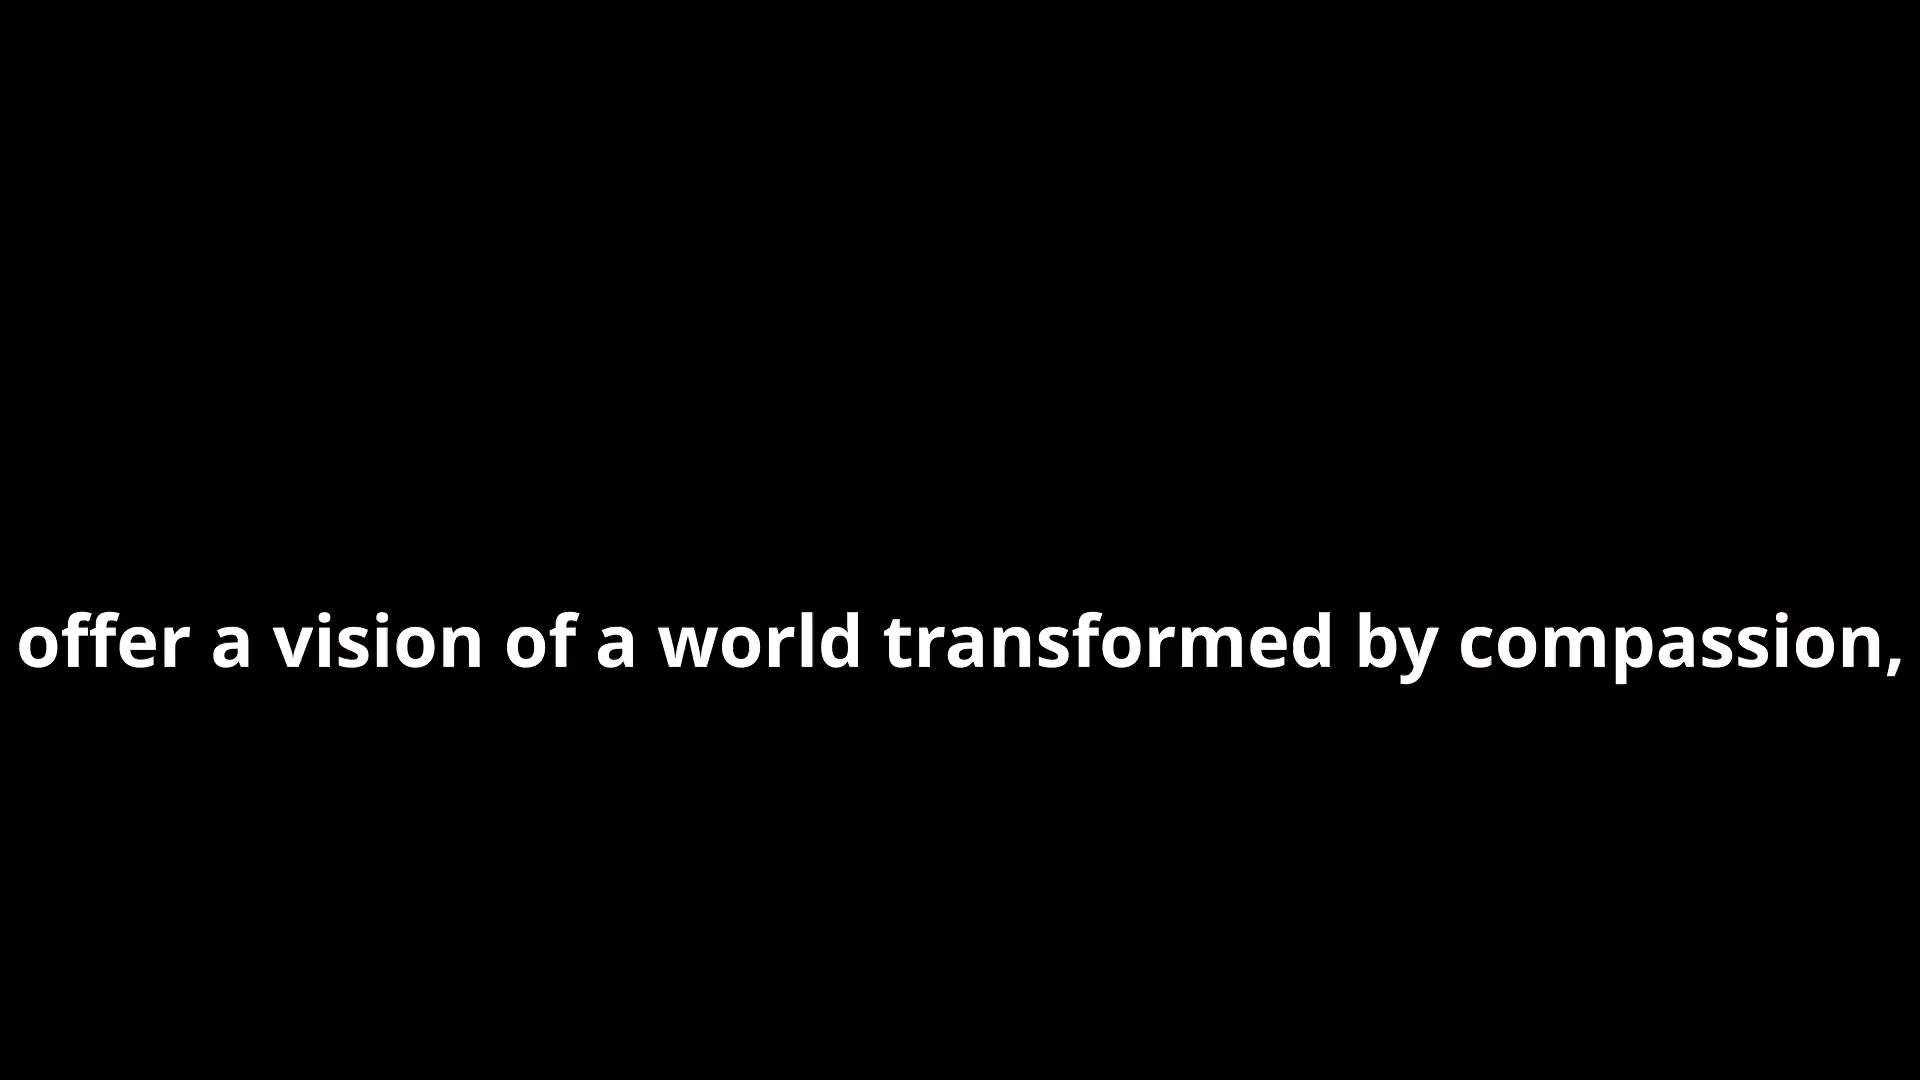 offer a vision of a world transformed by compassion,